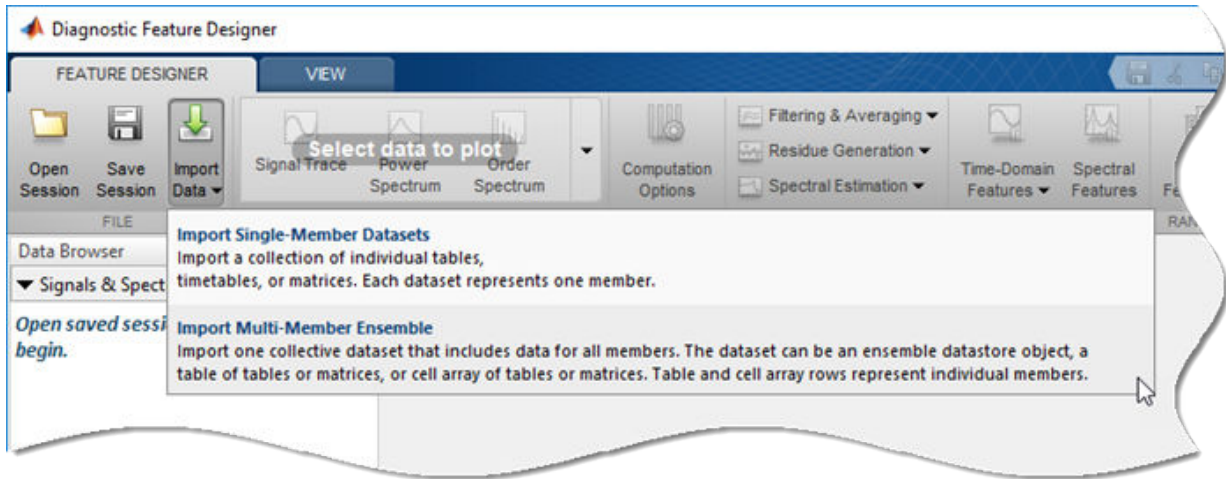 Diagnostic Feature Designer
FEATURE DESIGNER
VIEW
Open Session
Save Session
Import Data
Signal Trace
Power Spectrum
Order Spectrum
Select data to plot
Computation Options
Filtering & Averaging
Residue Generation
Spectral Estimation
Time-Domain Features
Spectral Features
FILE
Data Browser
Signals & Spect
Open saved sessi
begin.
Import Single-Member Datasets
Import a collection of individual tables,
timetables, or matrices. Each dataset represents one member.
Import Multi-Member Ensemble
Import one collective dataset that includes data for all members. The dataset can be an ensemble datastore object, a
table of tables or matrices, or cell array of tables or matrices. Table and cell array rows represent individual members.